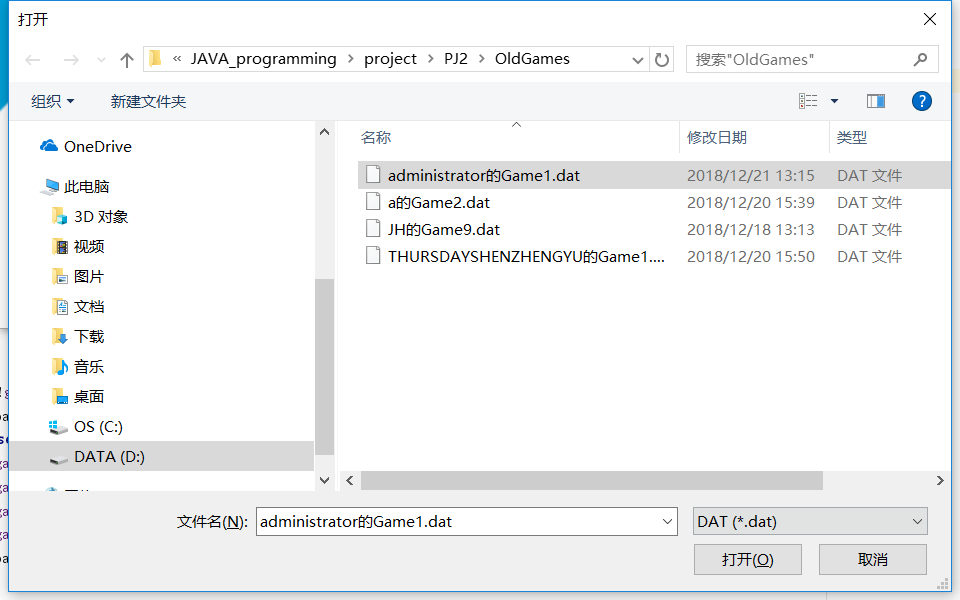 打开
« JAVA_programming > project > PJ2 > OldGames
搜索"OldGames"
组织 新建文件夹
OneDrive
此电脑
3D 对象
视频
图片
文档
下载
音乐
桌面
OS (C:)
DATA (D:)
名称 修改日期 类型
administrator的Game1.dat 2018/12/21 13:15 DAT 文件
a的Game2.dat 2018/12/20 15:39 DAT 文件
JH的Game9.dat 2018/12/18 13:13 DAT 文件
THURSDAYSHENZHENGYU的Game1.... 2018/12/20 15:50 DAT 文件
文件名(N): administrator的Game1.dat DAT (*.dat)
打开(O) 取消